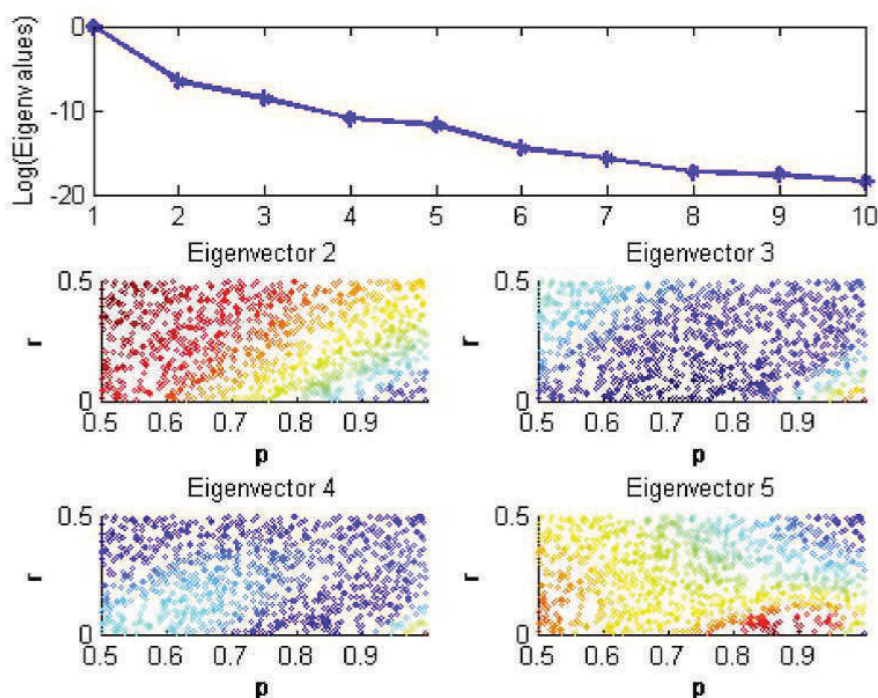 Log(Eigenvalues)
0
-10
-20
1 2 3 4 5 6 7 8 9 10
Eigenvector 2
r
0.5
0
0.5 0.6 0.7 0.8 0.9
p
Eigenvector 3
r
0.5
0
0.5 0.6 0.7 0.8 0.9
p
Eigenvector 4
r
0.5
0
0.5 0.6 0.7 0.8 0.9
p
Eigenvector 5
r
0.5
0
0.5 0.6 0.7 0.8 0.9
p